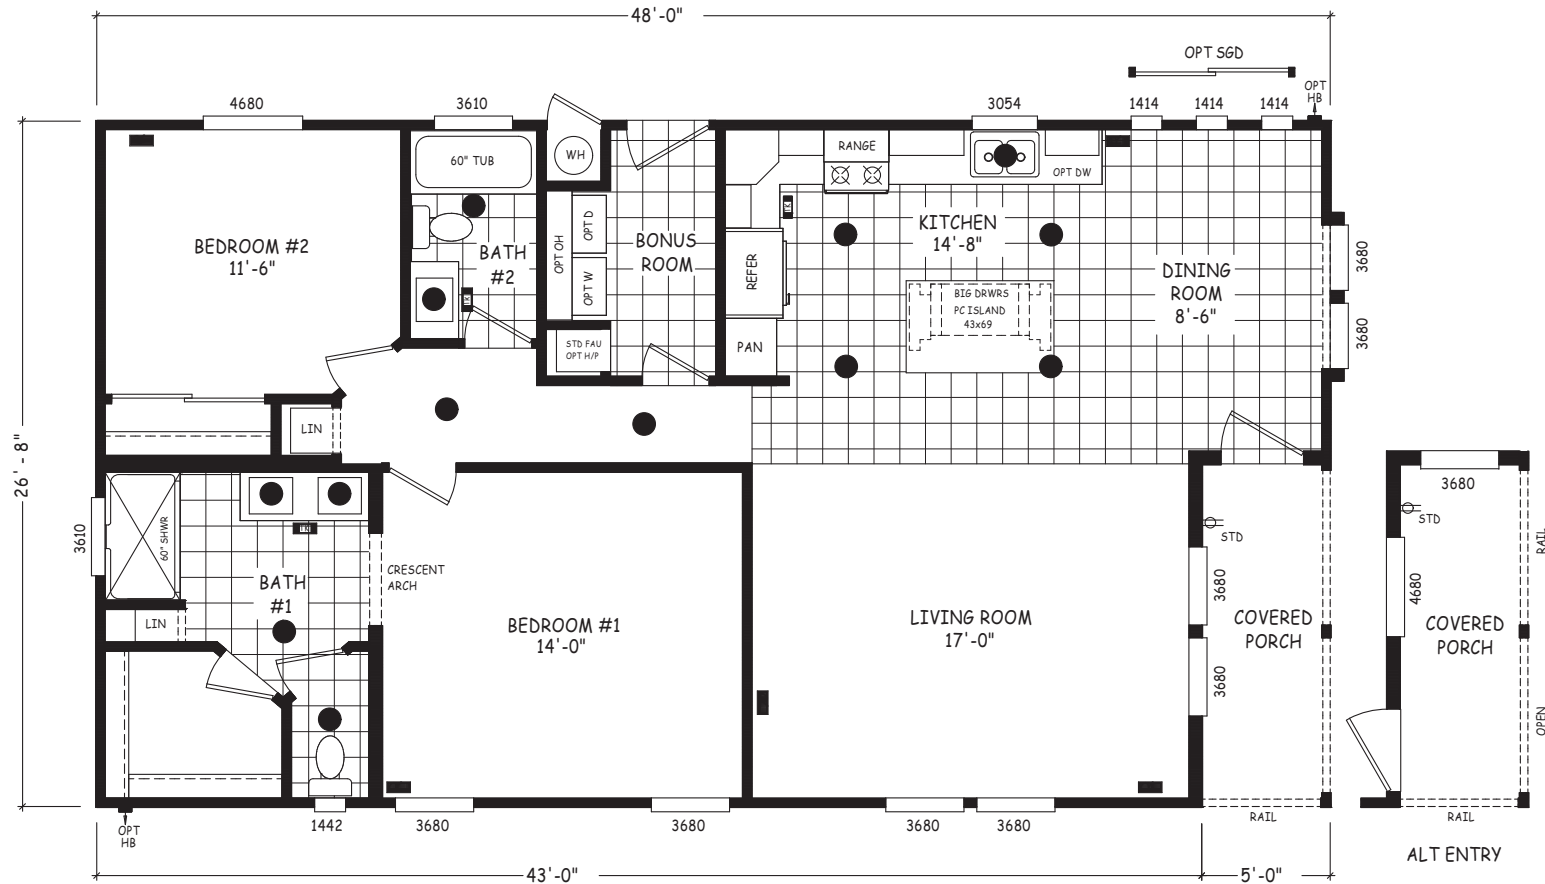 48'-0"
OPT SGD
4680
3610
3054
1414
1414
1414
OPT
HB
60" TUB
WH
RANGE
OPT DW
BEDROOM #2
11'-6"
BATH
#2
OPT OH
OPT D
OPT W
BONUS
ROOM
REFER
KITCHEN
14'-8"
DINING
ROOM
8'-6"
3680
3680
BIG DRWRS
PC ISLAND
43x69
STD FAU
OPT H/P
PAN
LIN
26'-8"
3610
60" SHWR
CRESCENT
ARCH
BATH
#1
LIN
BEDROOM #1
14'-0"
LIVING ROOM
17'-0"
STD
3680
3680
COVERED
PORCH
3680
STD
RAIL
4680
COVERED
PORCH
OPEN
OPT
HB
1442
3680
3680
3680
3680
RAIL
RAIL
ALT ENTRY
43'-0"
5'-0"